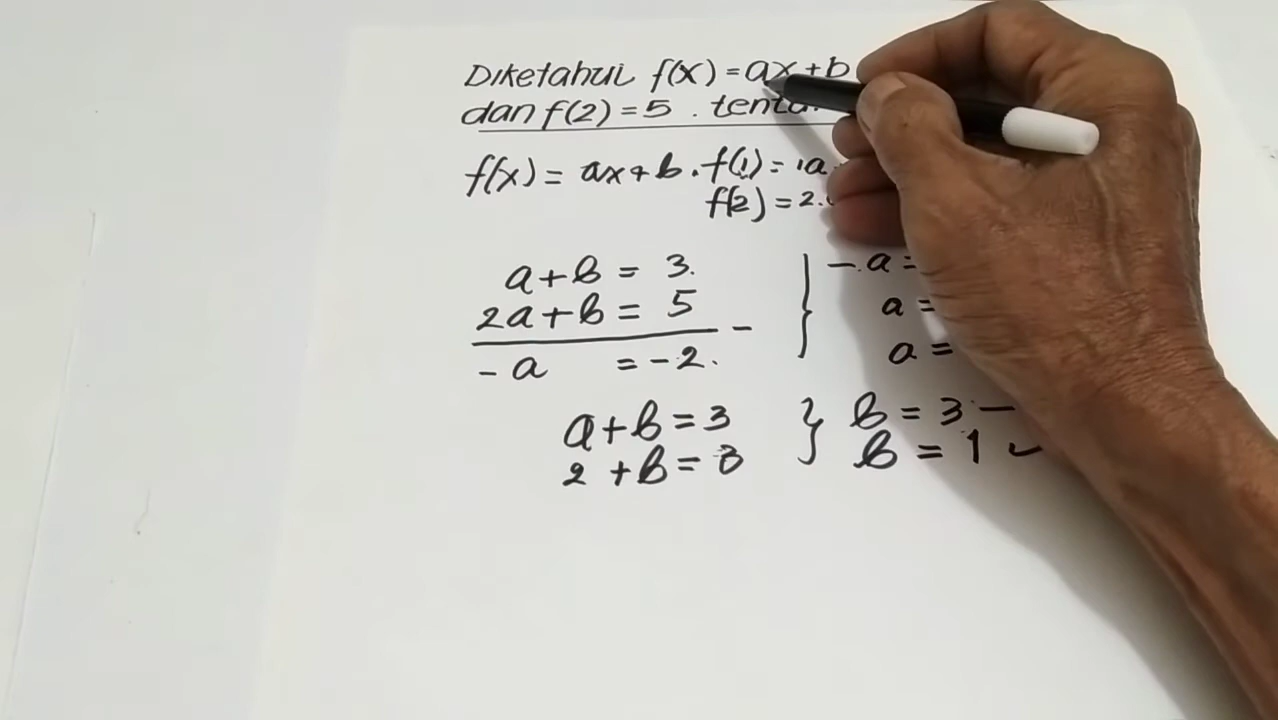 Diketahui f(x) = ax + b
dan f(2) = 5 .
f(x) = ax + b . f(1) = 1a
f(2) = 2.
a + b = 3.
2a + b = 5
-
- a = - 2.
- a =
a =
a =
a + b = 3
2 + b = 3
b = 3 -
b = 1 ✓